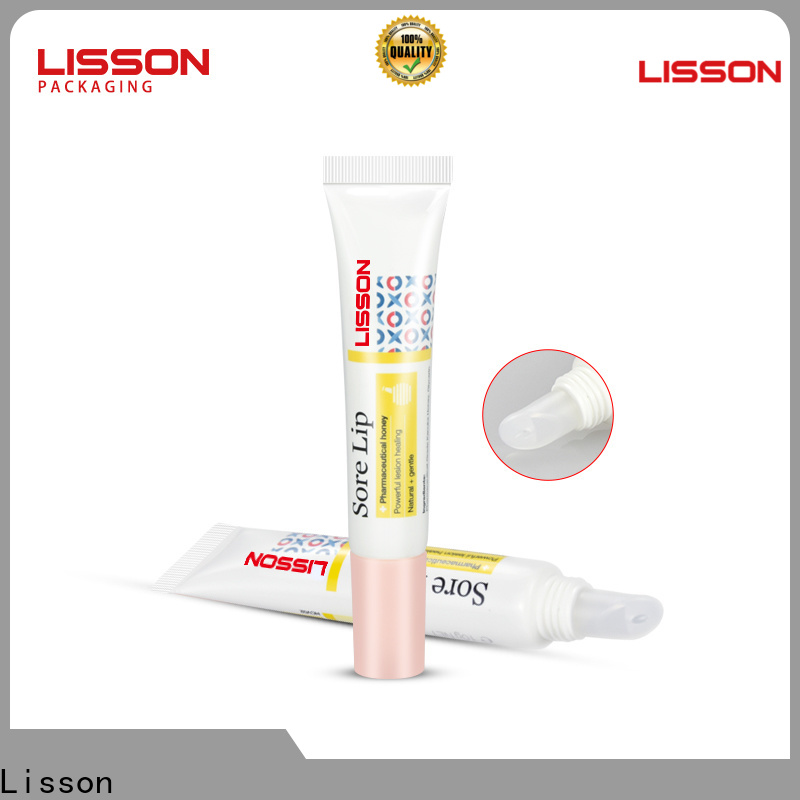 LISSON
PACKAGING
100%
QUALITY
LISSON
LISSON
Sore Lip
+ Pharmaceutical honey
Powerful lesion healing
Natural + gentle
LISSON
Sore
Lisson